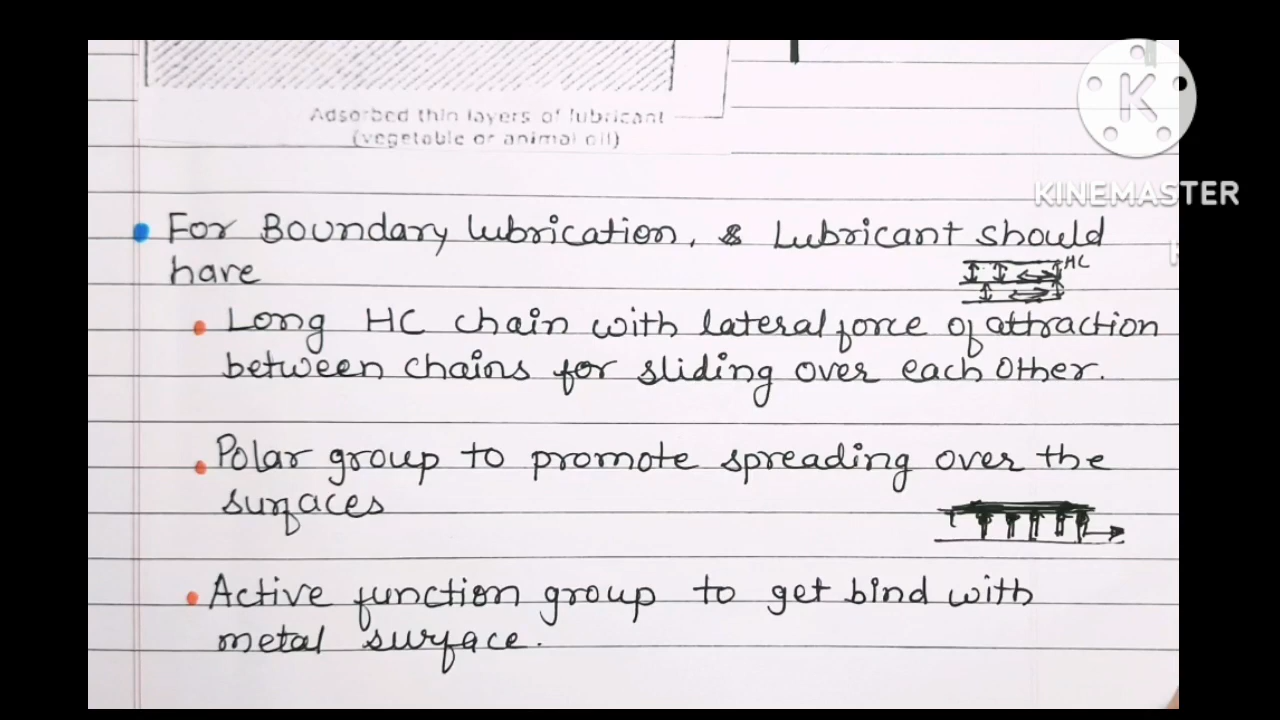 Adsorbed thin layers of lubricant
(vegetable or animal oil)
K
KINEMASTER
For Boundary lubrication, & Lubricant should
have
HC
Long HC chain with lateral force of attraction
between chains for sliding over each other.
Polar group to promote spreading over the
surfaces
Active function group to get bind with
metal surface.